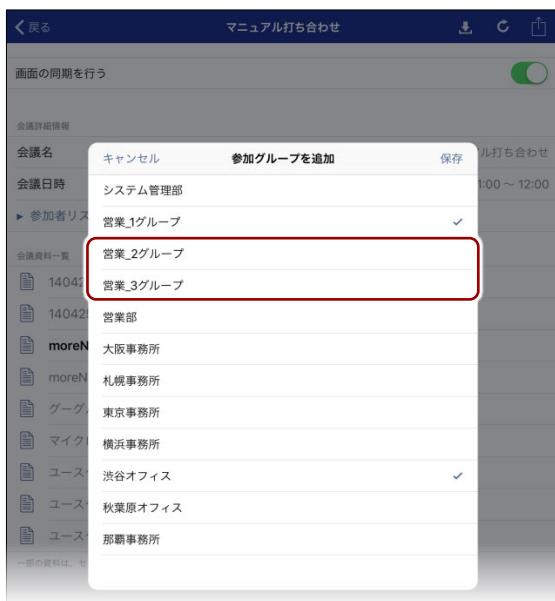 戻る マニュアル打ち合わせ
画面の同期を行う
会議詳細情報
会議名 ル打ち合わせ
会議日時 1:00 ～ 12:00
▶ 参加者リス
会議資料一覧
キャンセル 参加グループを追加 保存
システム管理部
営業_1グループ
営業_2グループ
営業_3グループ
営業部
大阪事務所
札幌事務所
東京事務所
横浜事務所
渋谷オフィス
秋葉原オフィス
那覇事務所
14042
14042
moreN
moreN
グーグ
マイク
ユース
ユース
ユース
一部の資料は、セ